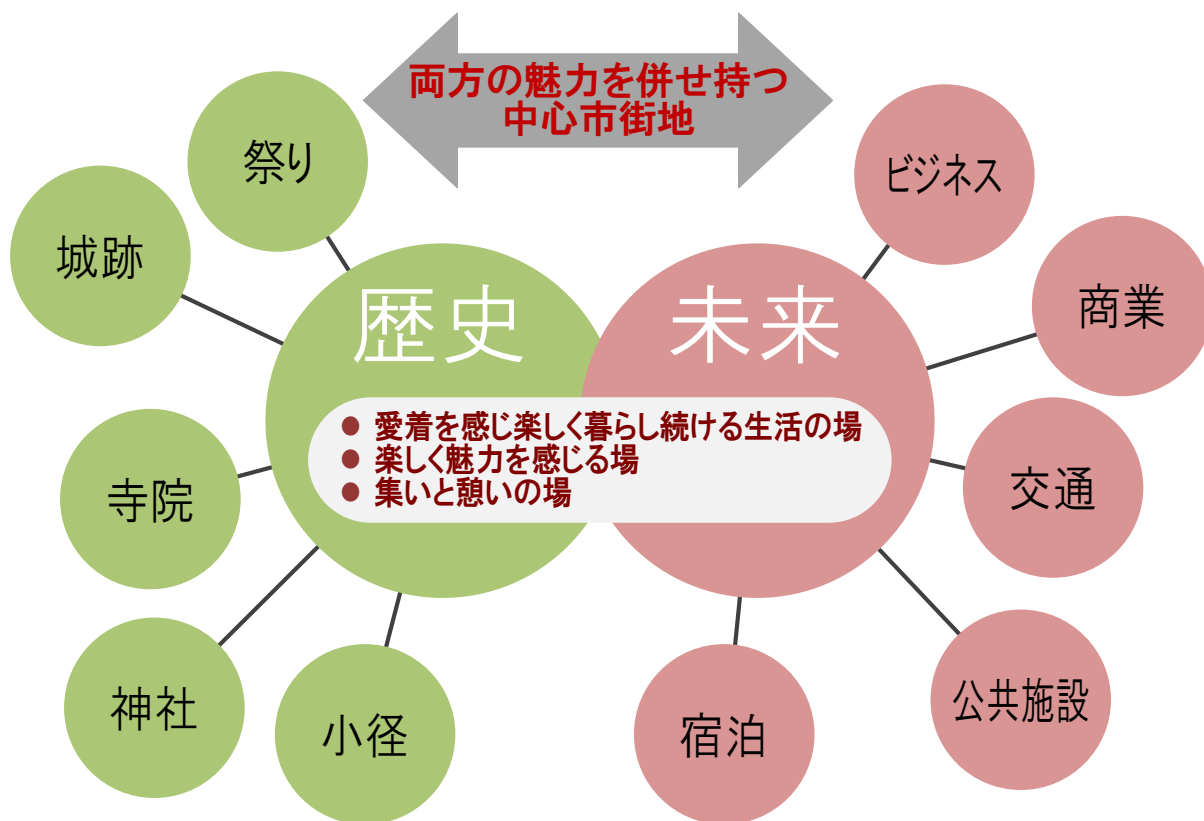 両方の魅力を併せ持つ
中心市街地
祭り
城跡
寺院
神社
小径
歴史
未来
● 愛着を感じ楽しく暮らし続ける生活の場
● 楽しく魅力を感じる場
● 集いと憩いの場
ビジネス
商業
交通
公共施設
宿泊